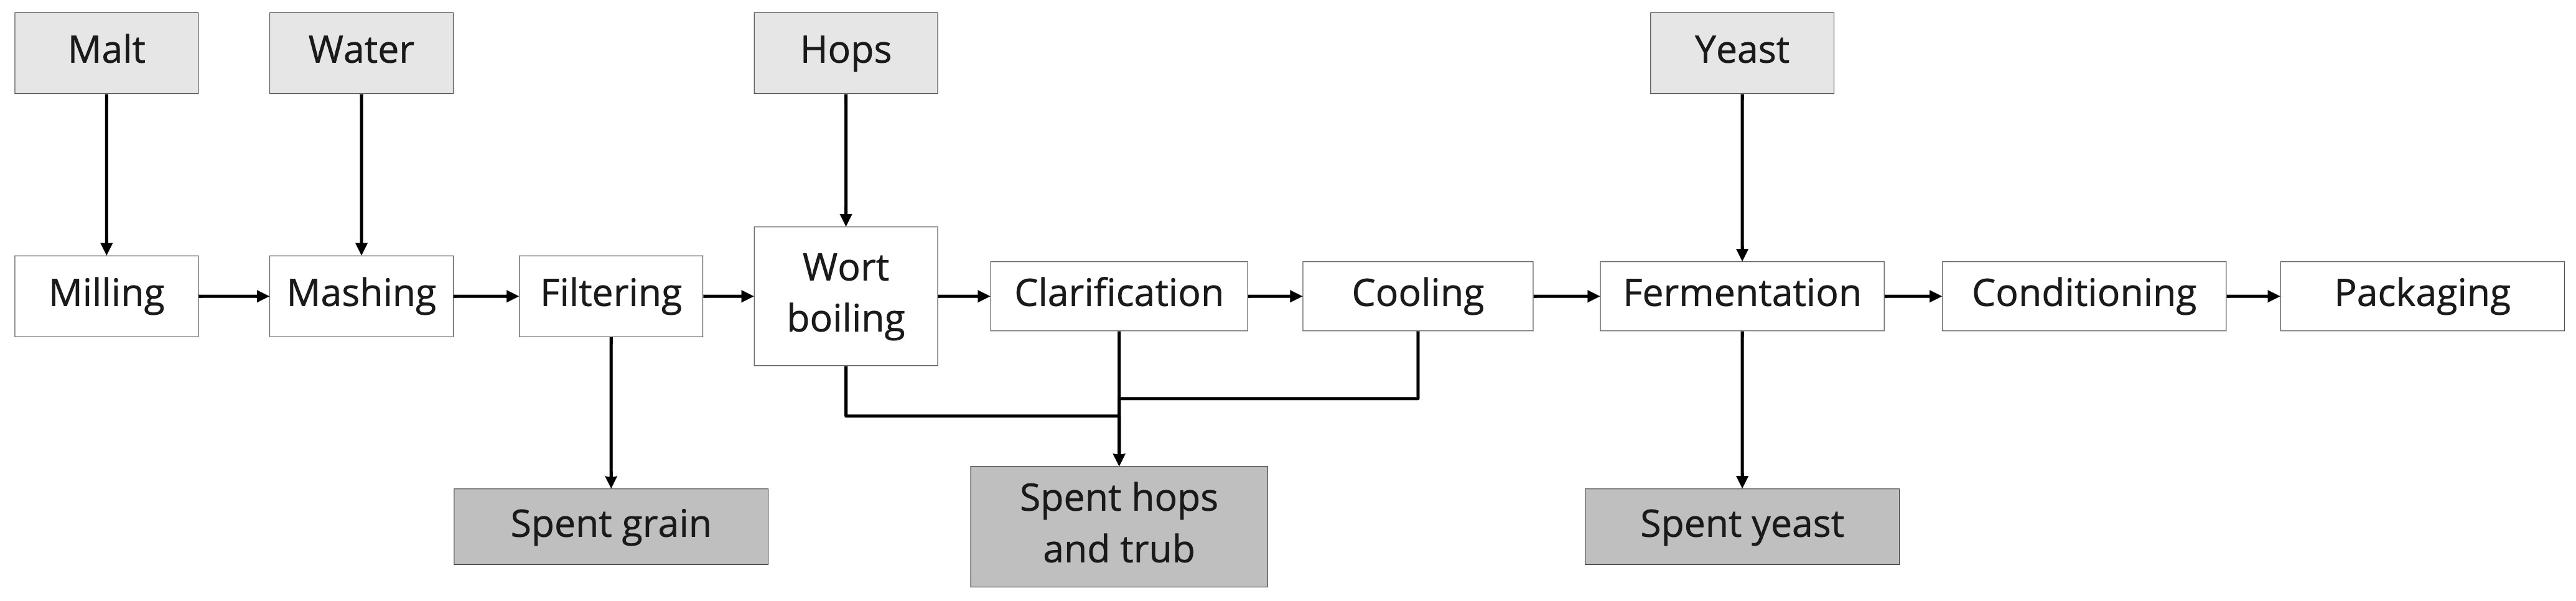 Malt
Water
Hops
Yeast
Milling
Mashing
Filtering
Wort
boiling
Clarification
Cooling
Fermentation
Conditioning
Packaging
Spent grain
Spent hops
and trub
Spent yeast